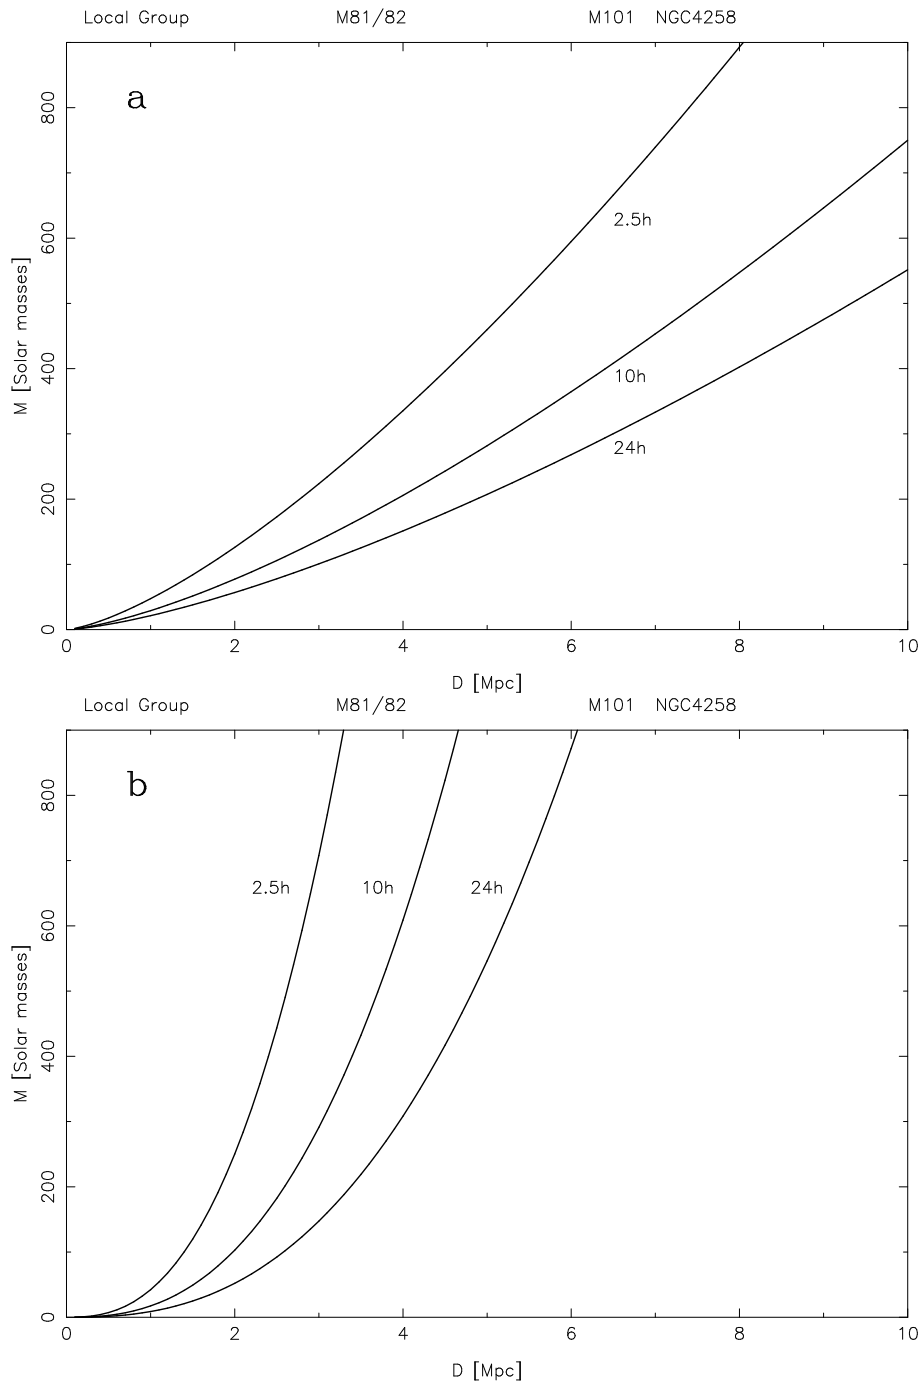 Local Group M81/82 M101 NGC4258
a
800
600
400
200
0
M [Solar masses]
2.5h
10h
24h
0 2 4 6 8 10
D [Mpc]
Local Group M81/82 M101 NGC4258
b
800
600
400
200
0
M [Solar masses]
2.5h 10h 24h
0 2 4 6 8 10
D [Mpc]